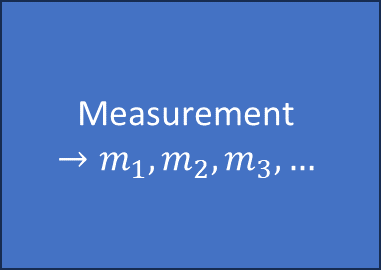 Measurement
→ m₁, m₂, m₃, …